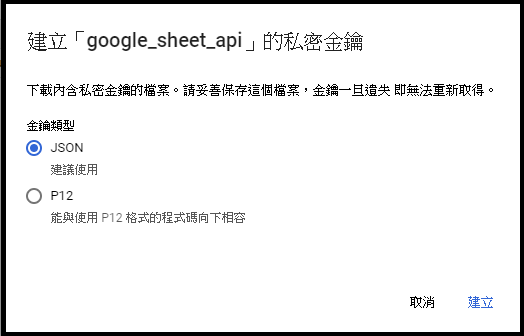 建立「google_sheet_api」的私密金鑰
下載內含私密金鑰的檔案。請妥善保存這個檔案，金鑰一旦遺失 即無法重新取得。
金鑰類型
JSON
建議使用
P12
能與使用 P12 格式的程式碼向下相容
取消 建立